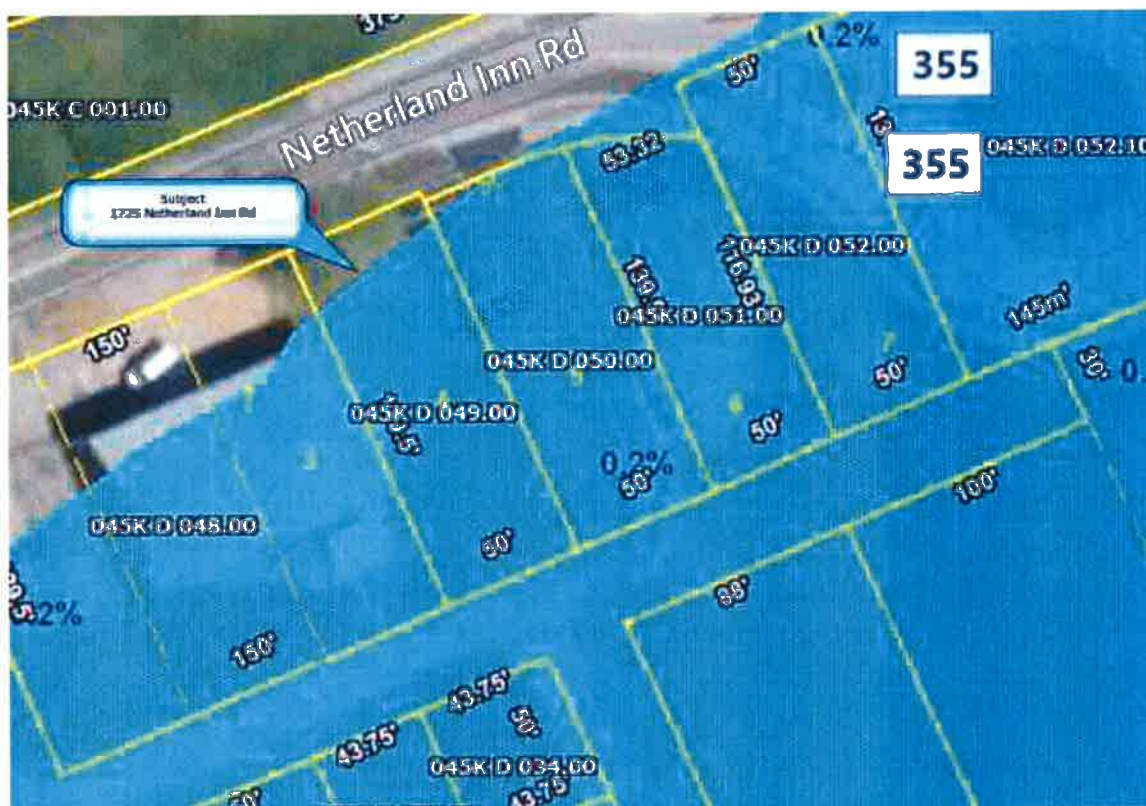 375
0.2%
355
50'
Netherland Inn Rd
045K C 001.00
53.32
355
045K D 052.10
Subject
1725 Netherland Inn Rd
045K D 052.00
176.93
045K D 051.00
145m'
150'
30'
045K D 050.00
50'
045K D 049.00
50'
0.2%
50'
100'
045K D 048.00
50'
88'
150'
43.75'
50'
43.75'
045K D 034.00
43.75'